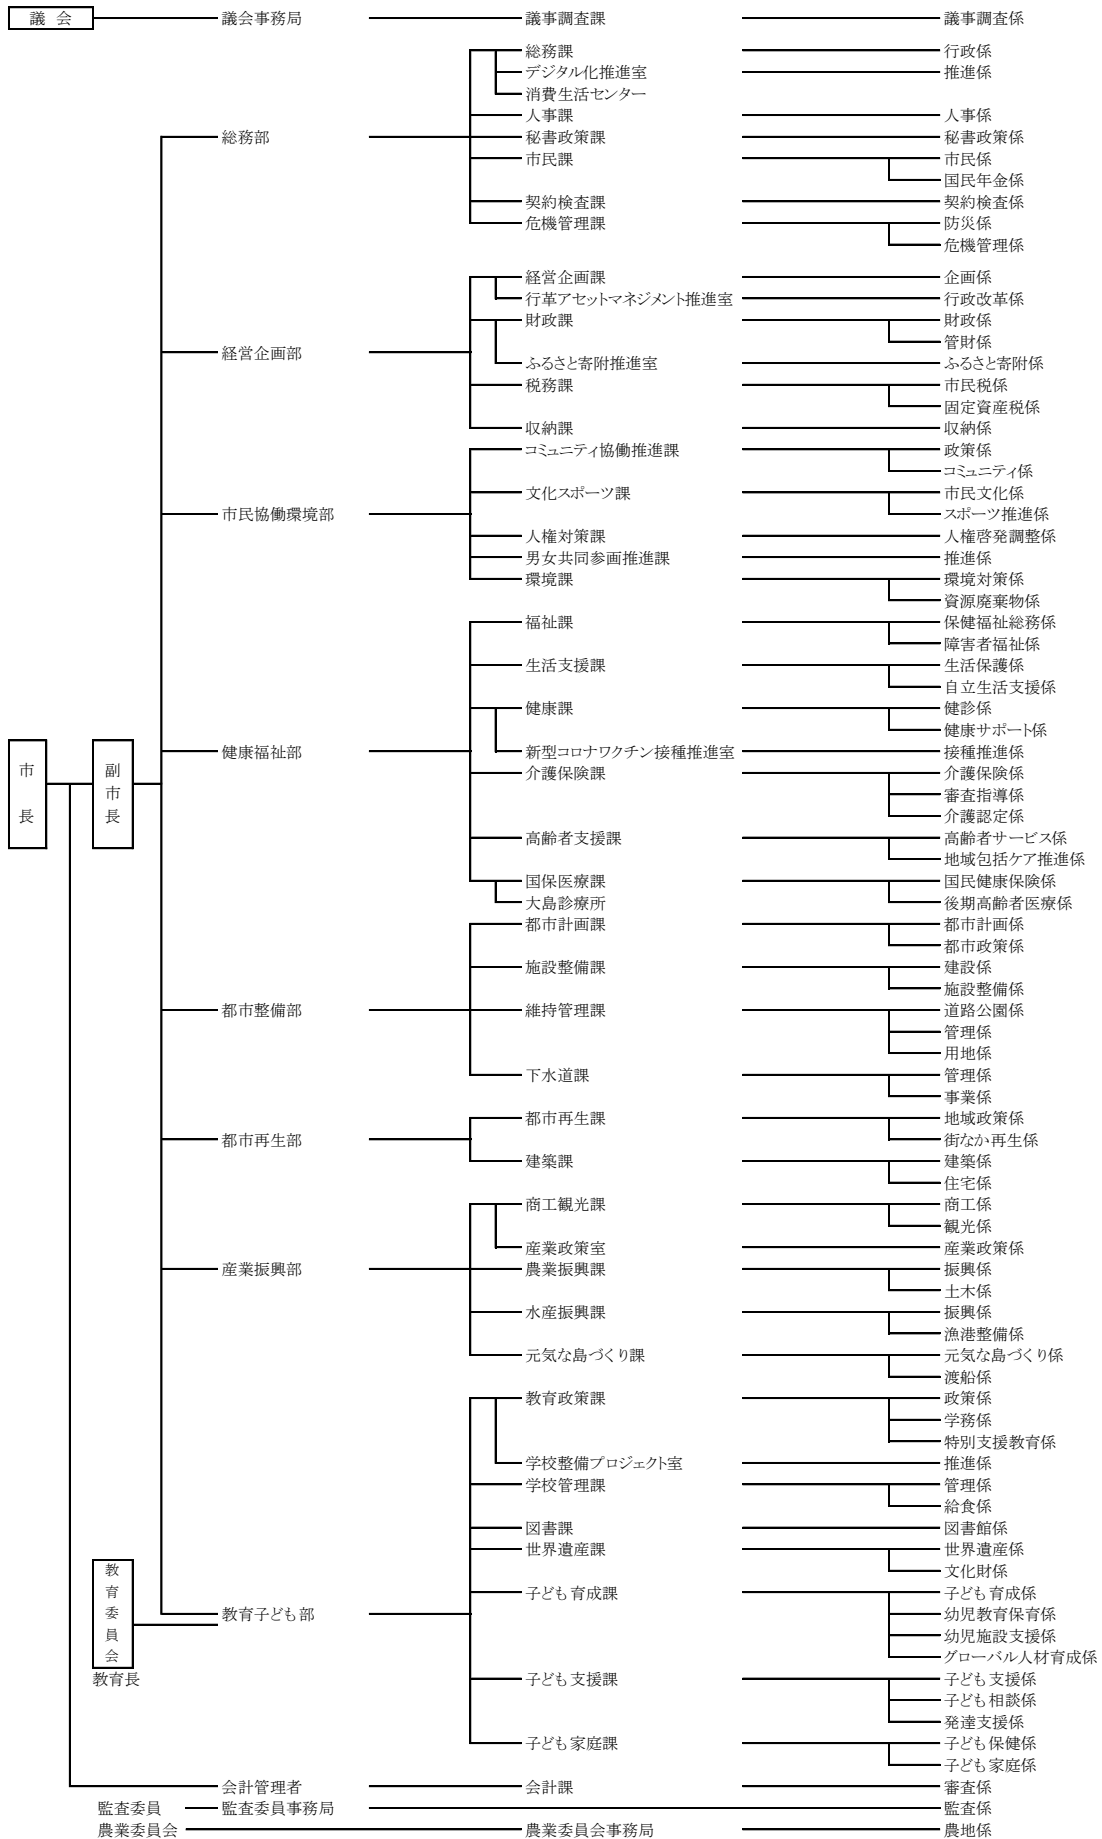 議会 議会事務局 議事調査課 議事調査係
総務課 行政係
デジタル化推進室 推進係
消費生活センター
人事課 人事係
総務部 秘書政策課 秘書政策係
市民課 市民係
国民年金係
契約検査課 契約検査係
危機管理課 防災係
危機管理係
経営企画課 企画係
行革アセットマネジメント推進室 行政改革係
財政課 財政係
管財係
経営企画部
ふるさと寄附推進室 ふるさと寄附係
税務課 市民税係
固定資産税係
収納課 収納係
コミュニティ協働推進課 政策係
コミュニティ係
文化スポーツ課 市民文化係
市民協働環境部 スポーツ推進係
人権対策課 人権啓発調整係
男女共同参画推進課 推進係
環境課 環境対策係
資源廃棄物係
福祉課 保健福祉総務係
障害者福祉係
生活支援課 生活保護係
自立生活支援係
健康課 健診係
健康サポート係
健康福祉部 新型コロナワクチン接種推進室 接種推進係
市長 副市長
介護保険課 介護保険係
審査指導係
介護認定係
高齢者支援課 高齢者サービス係
地域包括ケア推進係
国保医療課 国民健康保険係
大島診療所 後期高齢者医療係
都市計画課 都市計画係
都市政策係
施設整備課 建設係
施設整備係
都市整備部 維持管理課 道路公園係
管理係
用地係
下水道課 管理係
事業係
都市再生課 地域政策係
都市再生部 街なか再生係
建築課 建築係
住宅係
商工観光課 商工係
観光係
産業政策室 産業政策係
産業振興部 農業振興課 振興係
土木係
水産振興課 振興係
漁港整備係
元気な島づくり課 元気な島づくり係
渡船係
教育政策課 政策係
学務係
特別支援教育係
学校整備プロジェクト室 推進係
学校管理課 管理係
給食係
図書課 図書館係
世界遺産課 世界遺産係
文化財係
教育委員会
子ども育成課 子ども育成係
教育子ども部 幼児教育保育係
幼児施設支援係
グローバル人材育成係
教育長 子ども支援課 子ども支援係
子ども相談係
発達支援係
子ども家庭課 子ども保健係
子ども家庭係
会計管理者 会計課 審査係
監査委員 監査委員事務局 監査係
農業委員会 農業委員会事務局 農地係